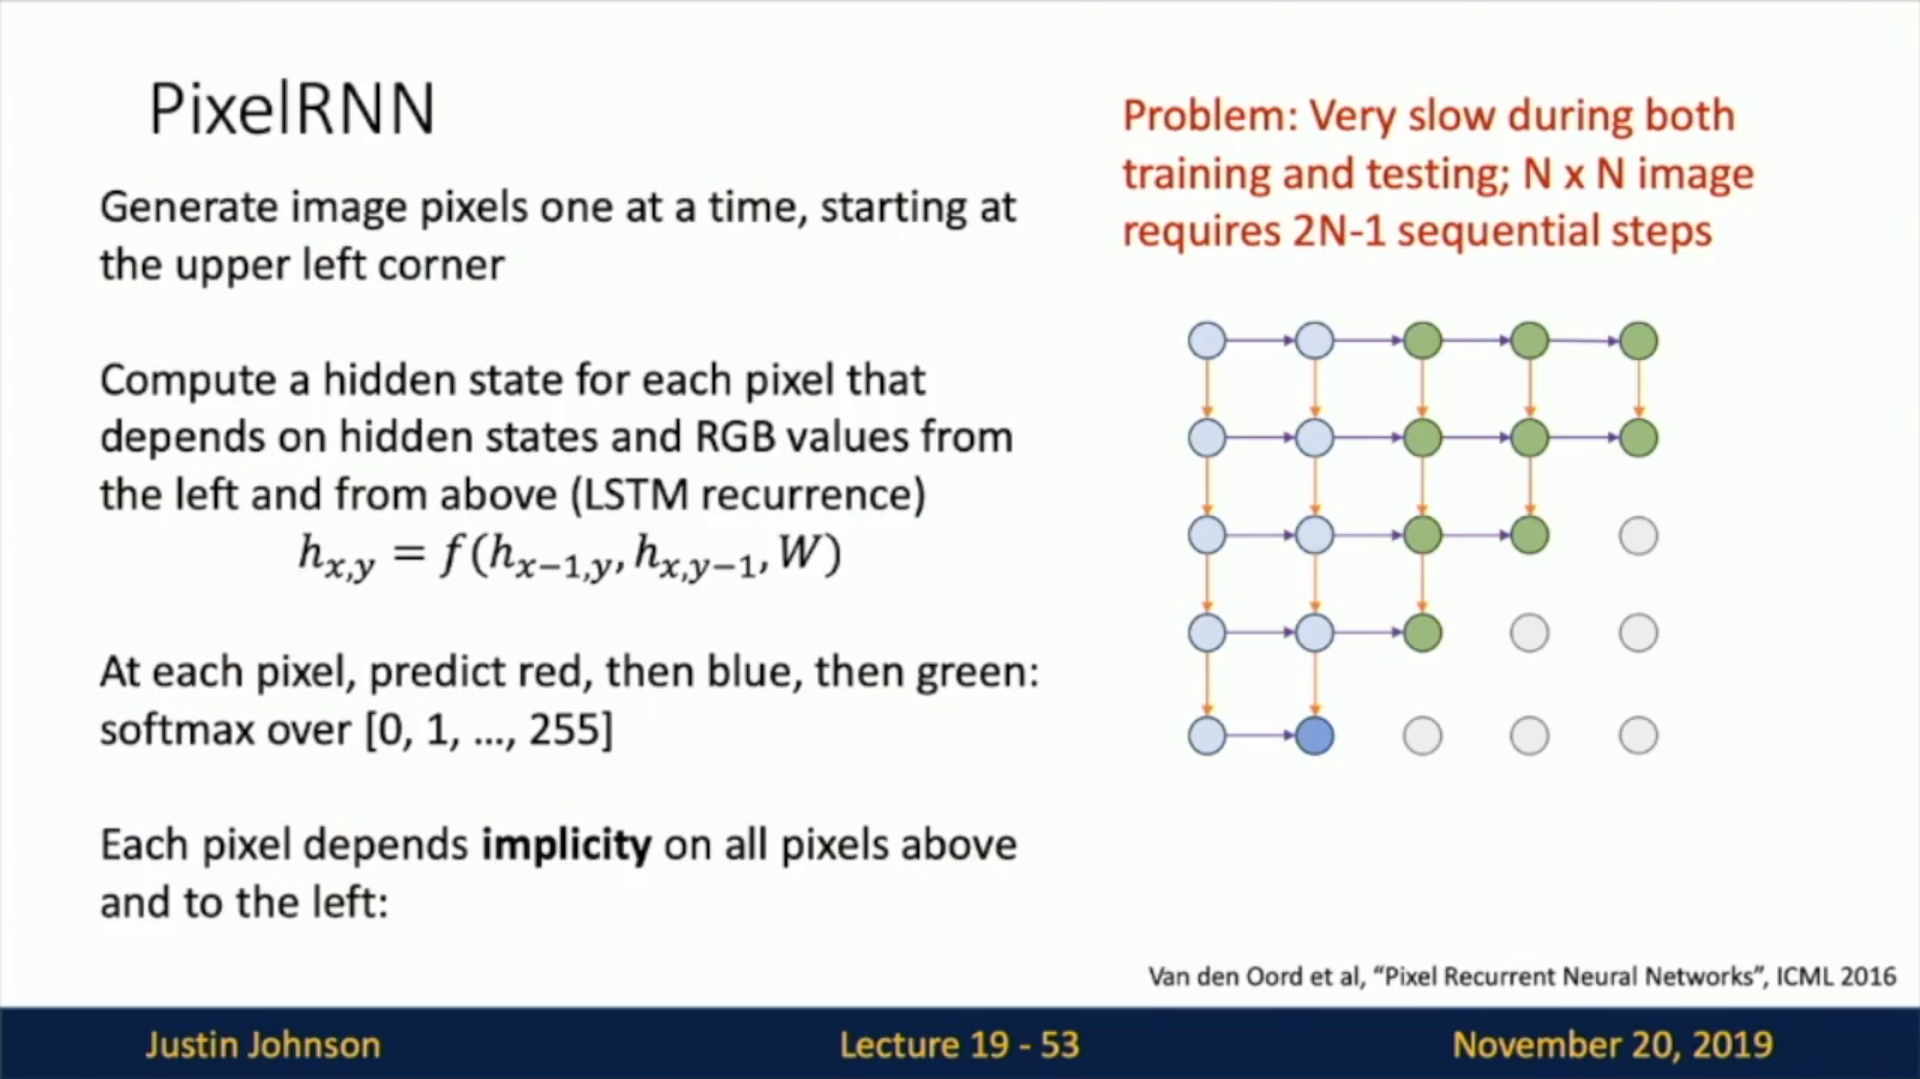 PixelRNN
Generate image pixels one at a time, starting at
the upper left corner
Compute a hidden state for each pixel that
depends on hidden states and RGB values from
the left and from above (LSTM recurrence)
h_{x,y} = f(h_{x-1,y}, h_{x,y-1}, W)
At each pixel, predict red, then blue, then green:
softmax over [0, 1, …, 255]
Each pixel depends implicity on all pixels above
and to the left:
Problem: Very slow during both
training and testing; N x N image
requires 2N-1 sequential steps
Van den Oord et al, “Pixel Recurrent Neural Networks”, ICML 2016
Justin Johnson
Lecture 19 - 53
November 20, 2019